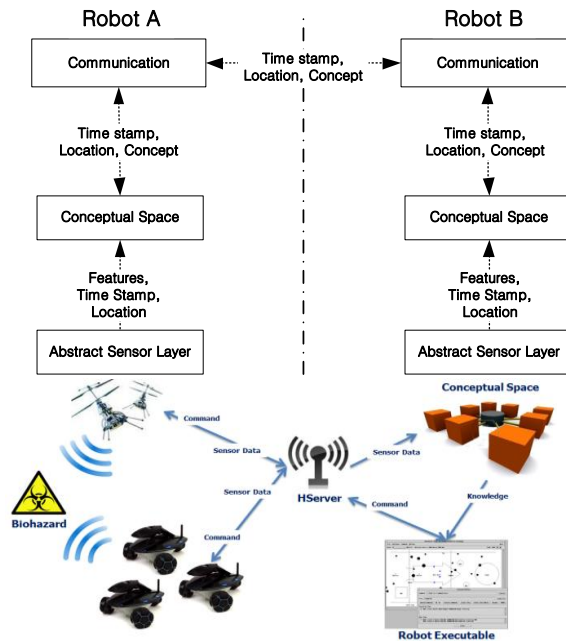 Robot A
Robot B
Communication
Time stamp,
Location, Concept
Communication
Time stamp,
Location, Concept
Time stamp,
Location, Concept
Conceptual Space
Conceptual Space
Features,
Time Stamp,
Location
Features,
Time Stamp,
Location
Abstract Sensor Layer
Abstract Sensor Layer
Conceptual Space
Command
Sensor Data
Sensor Data
HServer
Sensor Data
Command
Knowledge
Biohazard
Command
Robot Executable